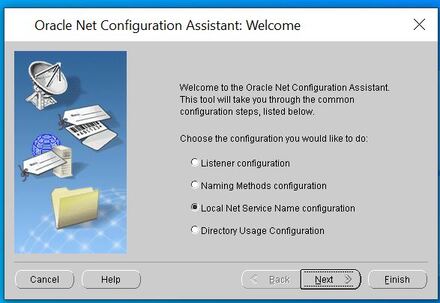 Oracle Net Configuration Assistant: Welcome
Welcome to the Oracle Net Configuration Assistant.
This tool will take you through the common
configuration steps, listed below.
Choose the configuration you would like to do:
Listener configuration
Naming Methods configuration
Local Net Service Name configuration
Directory Usage Configuration
Cancel
Help
Back
Next
Finish